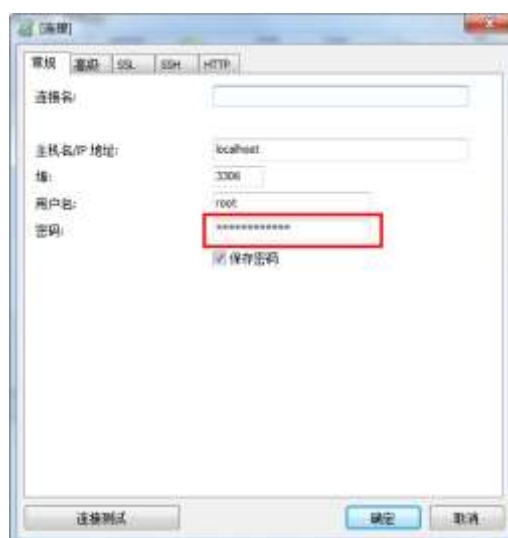 [连接]
常规 高级 SSL SSH HTTP
连接名:
主机名/IP 地址: localhost
端: 3306
用户名: root
密码: ************
保存密码
连接测试 确定 取消